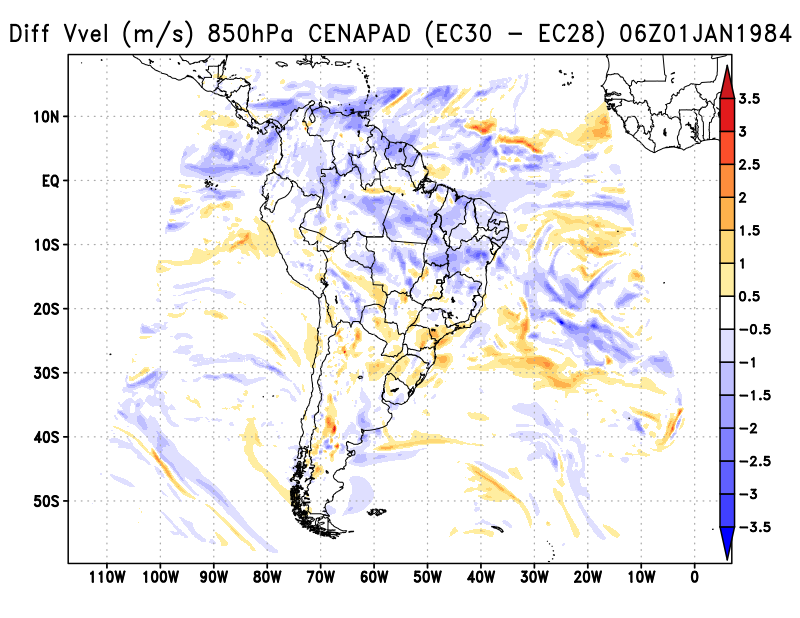 Diff Vvel (m/s) 850hPa CENAPAD (EC30 − EC28) 06Z01JAN1984
10N
EQ
10S
20S
30S
40S
50S
110W 100W 90W 80W 70W 60W 50W 40W 30W 20W 10W 0
3.5
3
2.5
2
1.5
1
0.5
−0.5
−1
−1.5
−2
−2.5
−3
−3.5